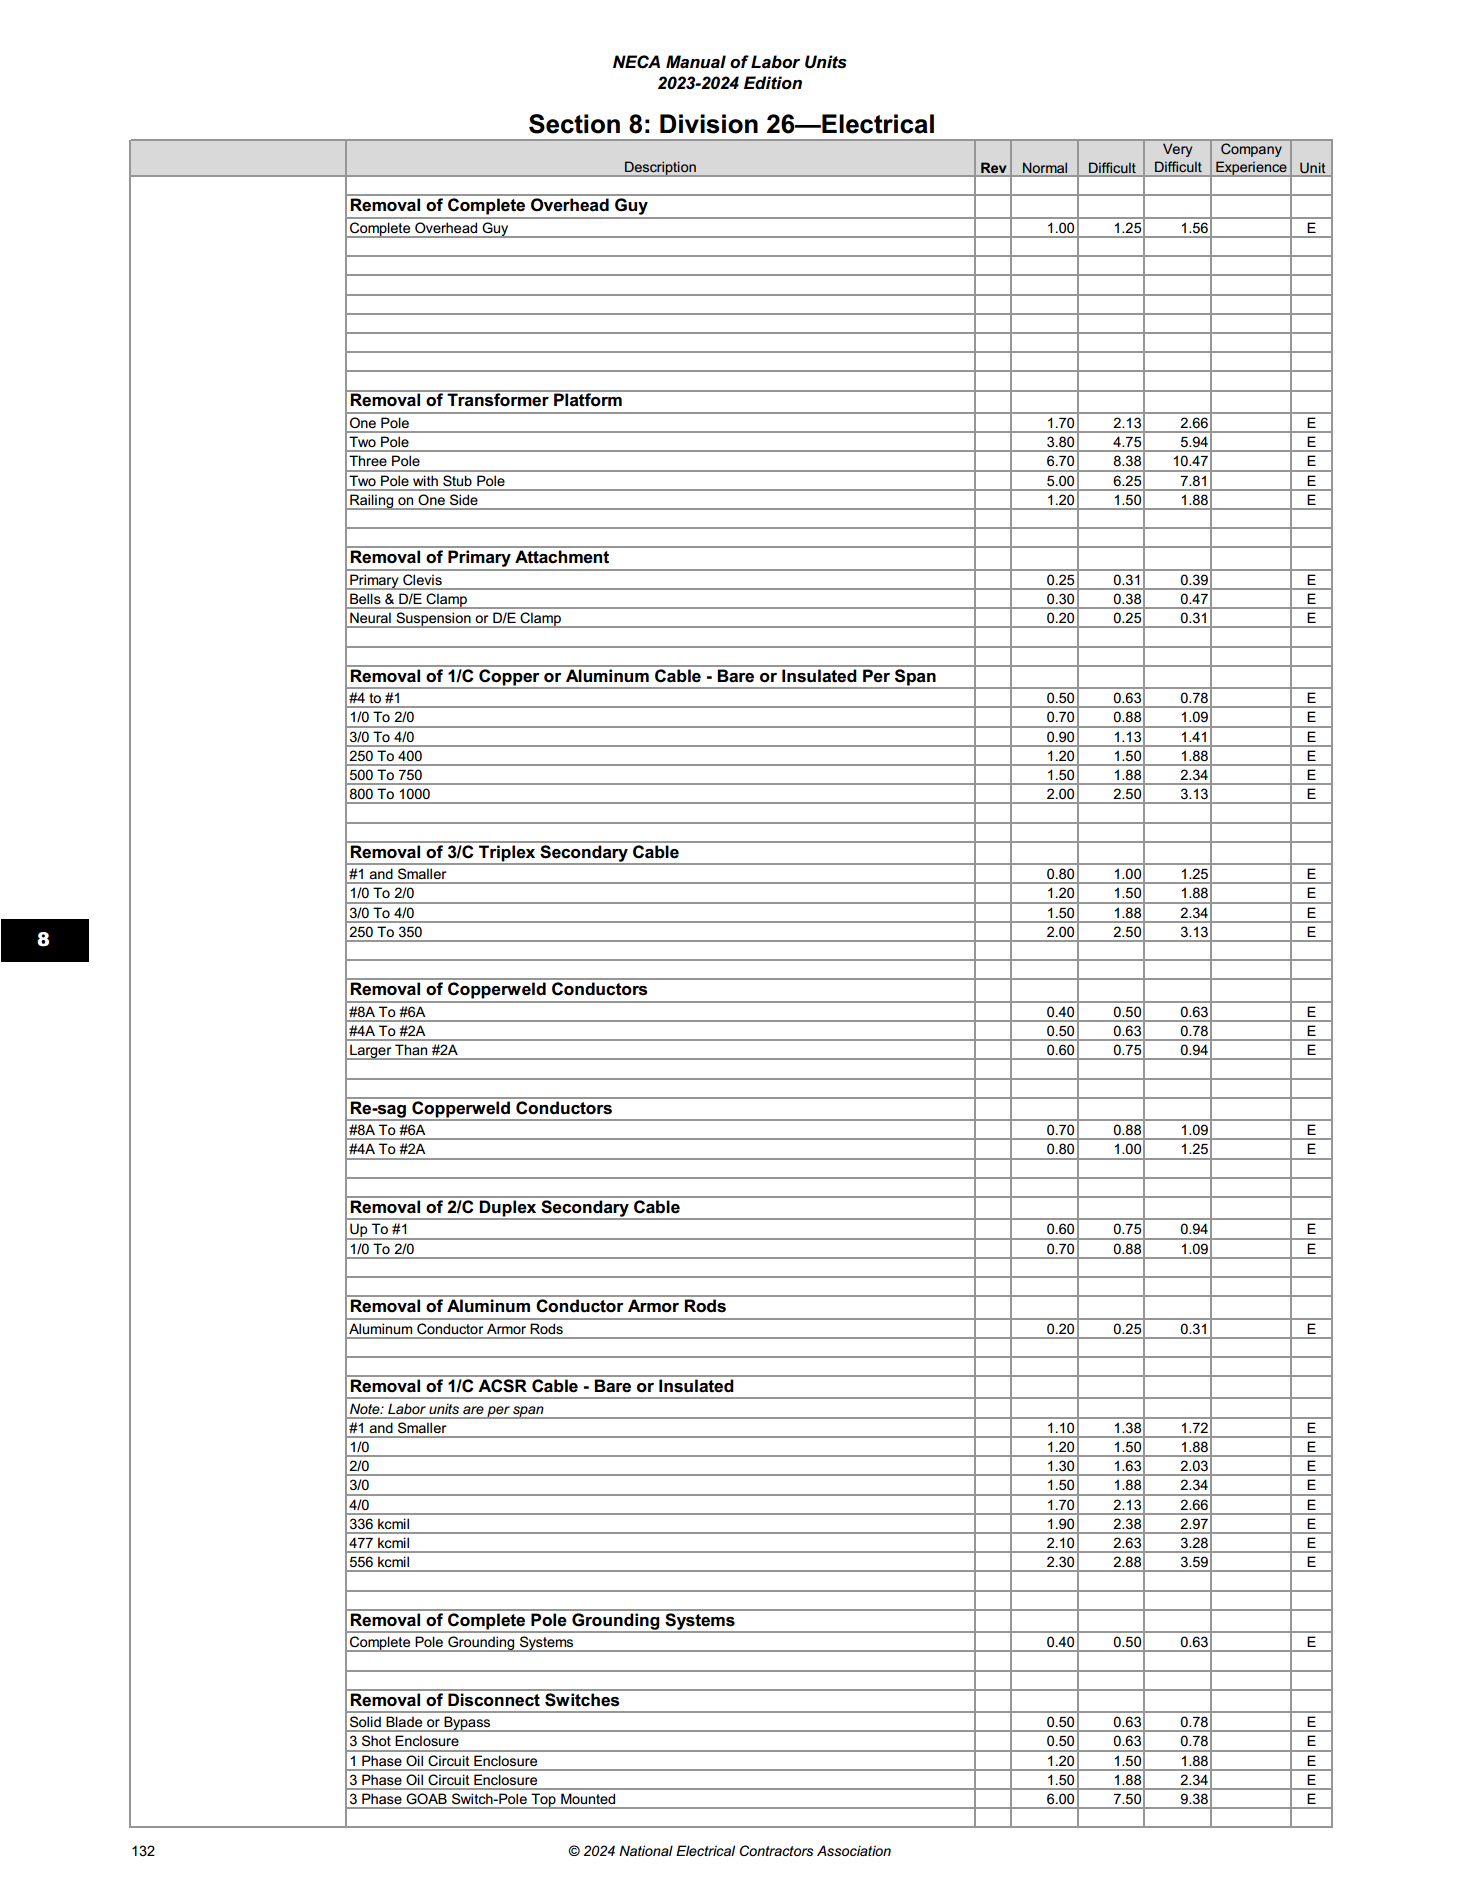 NECA Manual of Labor Units
2023-2024 Edition
Section 8: Division 26—Electrical
Description Rev Normal Difficult Very Difficult Company Experience Unit
Removal of Complete Overhead Guy
Complete Overhead Guy 1.00 1.25 1.56 E
Removal of Transformer Platform
One Pole 1.70 2.13 2.66 E
Two Pole 3.80 4.75 5.94 E
Three Pole 6.70 8.38 10.47 E
Two Pole with Stub Pole 5.00 6.25 7.81 E
Railing on One Side 1.20 1.50 1.88 E
Removal of Primary Attachment
Primary Clevis 0.25 0.31 0.39 E
Bells & D/E Clamp 0.30 0.38 0.47 E
Neural Suspension or D/E Clamp 0.20 0.25 0.31 E
Removal of 1/C Copper or Aluminum Cable - Bare or Insulated Per Span
#4 to #1 0.50 0.63 0.78 E
1/0 To 2/0 0.70 0.88 1.09 E
3/0 To 4/0 0.90 1.13 1.41 E
250 To 400 1.20 1.50 1.88 E
500 To 750 1.50 1.88 2.34 E
800 To 1000 2.00 2.50 3.13 E
Removal of 3/C Triplex Secondary Cable
#1 and Smaller 0.80 1.00 1.25 E
1/0 To 2/0 1.20 1.50 1.88 E
3/0 To 4/0 1.50 1.88 2.34 E
250 To 350 2.00 2.50 3.13 E
8
Removal of Copperweld Conductors
#8A To #6A 0.40 0.50 0.63 E
#4A To #2A 0.50 0.63 0.78 E
Larger Than #2A 0.60 0.75 0.94 E
Re-sag Copperweld Conductors
#8A To #6A 0.70 0.88 1.09 E
#4A To #2A 0.80 1.00 1.25 E
Removal of 2/C Duplex Secondary Cable
Up To #1 0.60 0.75 0.94 E
1/0 To 2/0 0.70 0.88 1.09 E
Removal of Aluminum Conductor Armor Rods
Aluminum Conductor Armor Rods 0.20 0.25 0.31 E
Removal of 1/C ACSR Cable - Bare or Insulated
Note: Labor units are per span
#1 and Smaller 1.10 1.38 1.72 E
1/0 1.20 1.50 1.88 E
2/0 1.30 1.63 2.03 E
3/0 1.50 1.88 2.34 E
4/0 1.70 2.13 2.66 E
336 kcmil 1.90 2.38 2.97 E
477 kcmil 2.10 2.63 3.28 E
556 kcmil 2.30 2.88 3.59 E
Removal of Complete Pole Grounding Systems
Complete Pole Grounding Systems 0.40 0.50 0.63 E
Removal of Disconnect Switches
Solid Blade or Bypass 0.50 0.63 0.78 E
3 Shot Enclosure 0.50 0.63 0.78 E
1 Phase Oil Circuit Enclosure 1.20 1.50 1.88 E
3 Phase Oil Circuit Enclosure 1.50 1.88 2.34 E
3 Phase GOAB Switch-Pole Top Mounted 6.00 7.50 9.38 E
132 © 2024 National Electrical Contractors Association